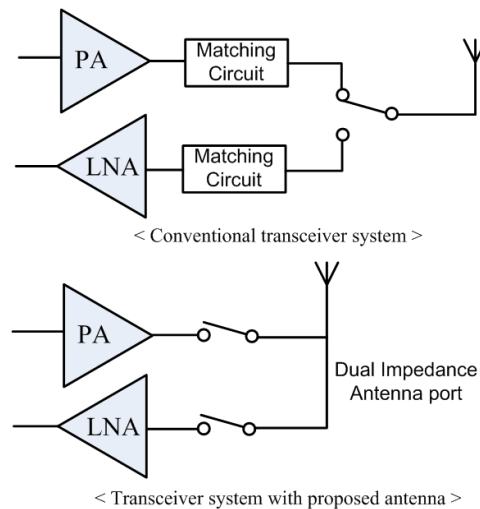 PA
Matching
Circuit
LNA
Matching
Circuit
< Conventional transceiver system >
PA
Dual Impedance
Antenna port
LNA
< Transceiver system with proposed antenna >